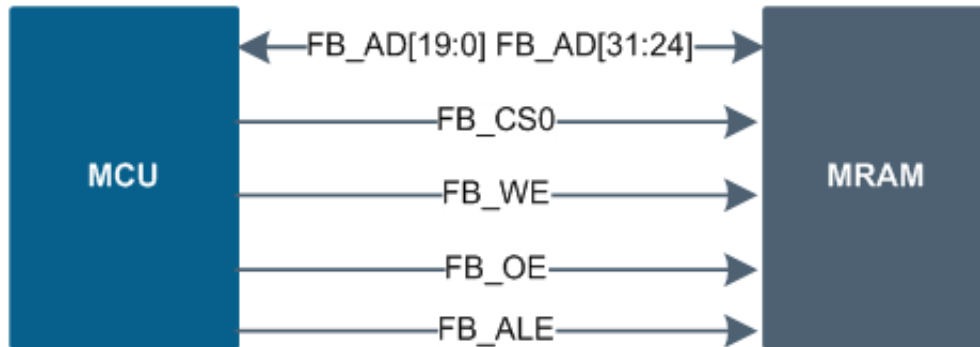 FB_AD[19:0] FB_AD[31:24]
FB_CS0
MCU
MRAM
FB_WE
FB_OE
FB_ALE